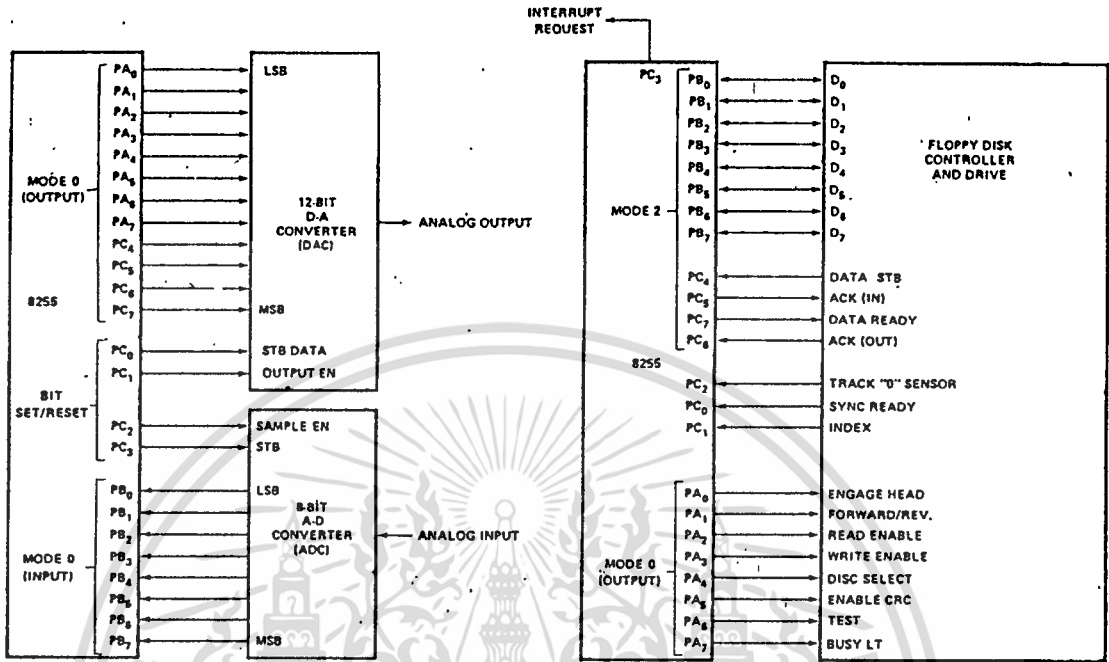 INTERRUPT
REQUEST
PA0
PA1
PA2
PA3
PA4
PA5
PA6
PA7
PC4
PC5
PC6
PC7
MODE 0
(OUTPUT)
8255
LSB
12-BIT
D-A
CONVERTER
(DAC)
MSB
ANALOG OUTPUT
BIT
SET/RESET
PC0
PC1
STB DATA
OUTPUT EN
PC2
PC3
SAMPLE EN
STB
MODE 0
(INPUT)
PB0
PB1
PB2
PB3
PB4
PB5
PB6
PB7
LSB
8-BIT
A-D
CONVERTER
(ADC)
MSB
ANALOG INPUT
PC3
MODE 2
PB0
PB1
PB2
PB3
PB4
PB5
PB6
PB7
D0
D1
D2
D3
D4
D5
D6
D7
FLOPPY DISK
CONTROLLER
AND DRIVE
PC4 DATA STB
PC5 ACK (IN)
PC7 DATA READY
PC6 ACK (OUT)
8255
PC2 TRACK "0" SENSOR
PC0 SYNC READY
PC1 INDEX
MODE 0
(OUTPUT)
PA0 ENGAGE HEAD
PA1 FORWARD/REV.
PA2 READ ENABLE
PA3 WRITE ENABLE
PA4 DISC SELECT
PA5 ENABLE CRC
PA6 TEST
PA7 BUSY LT